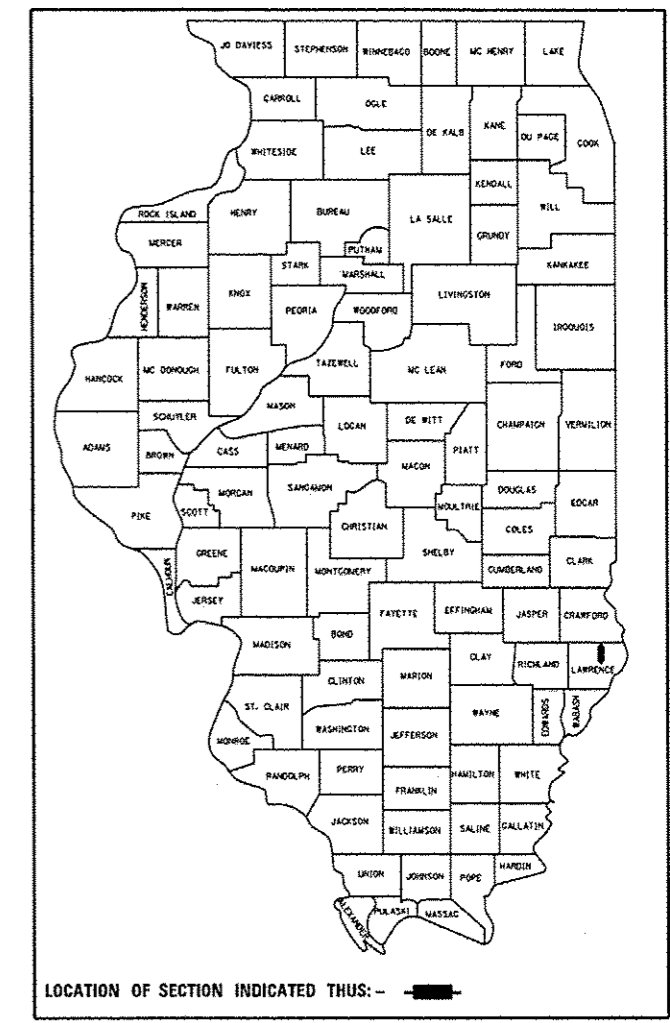 JO DAVIESS STEPHENSON WINNEBAGO BOONE MC HENRY LAKE
CARROLL OGLE DE KALB KANE DU PAGE COOK
WHITESIDE LEE
KENDALL WILL
ROCK ISLAND HENRY BUREAU LA SALLE
MERCER PUTNAM GRUNDY
STARK MARSHALL KANKAKEE
HENDERSON WARREN KNOX PEORIA WOODFORD LIVINGSTON IROQUOIS
HANCOCK MC DONOUGH FULTON TAZEWELL MC LEAN FORD
MASON
SCHUYLER LOGAN DE WITT CHAMPAIGN VERMILION
ADAMS BROWN CASS MENARD MACON PIATT
PIKE SCOTT MORGAN SANGAMON CHRISTIAN MOULTRIE DOUGLAS EDGAR
COLES
CALHOUN GREENE MACOUPIN MONTGOMERY SHELBY CUMBERLAND CLARK
JERSEY FAYETTE EFFINGHAM JASPER CRAWFORD
MADISON BOND
CLINTON MARION CLAY RICHLAND LAWRENCE
ST. CLAIR WAYNE EDWARDS WABASH
MONROE WASHINGTON JEFFERSON
RANDOLPH PERRY HAMILTON WHITE
FRANKLIN
JACKSON WILLIAMSON SALINE GALLATIN
UNION JOHNSON POPE HARDIN
ALEXANDER PULASKI MASSAC
LOCATION OF SECTION INDICATED THUS:-